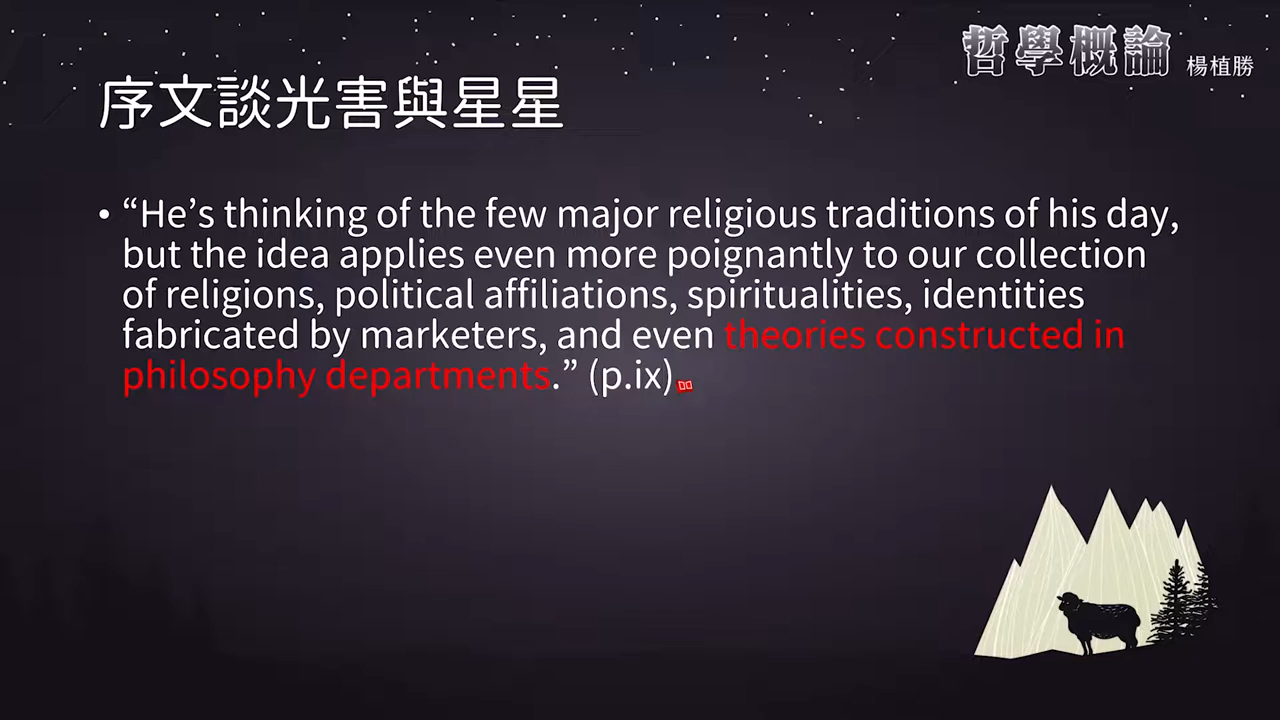 哲學概論 楊植勝
序文談光害與星星
• “He’s thinking of the few major religious traditions of his day,
but the idea applies even more poignantly to our collection
of religions, political affiliations, spiritualities, identities
fabricated by marketers, and even theories constructed in
philosophy departments.” (p.ix)